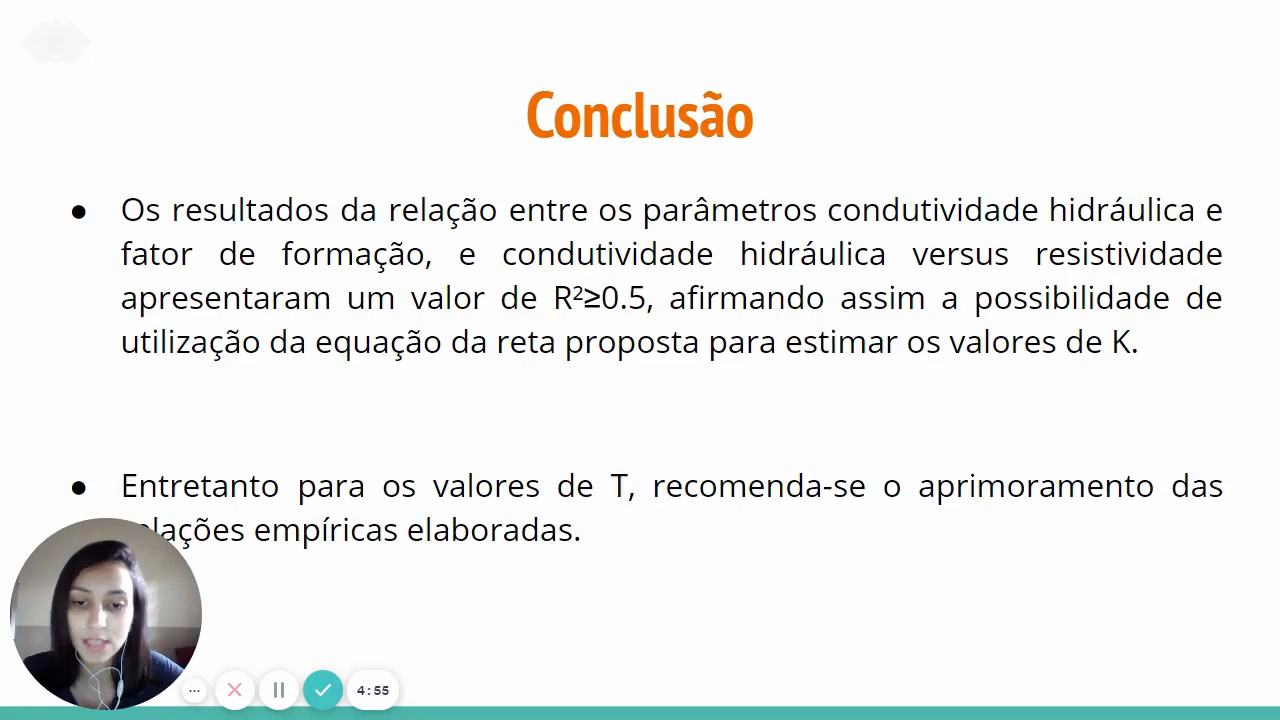 Conclusão
● Os resultados da relação entre os parâmetros condutividade hidráulica e
fator de formação, e condutividade hidráulica versus resistividade
apresentaram um valor de R²≥0.5, afirmando assim a possibilidade de
utilização da equação da reta proposta para estimar os valores de K.
● Entretanto para os valores de T, recomenda-se o aprimoramento das
empíricas elaboradas.
4:55